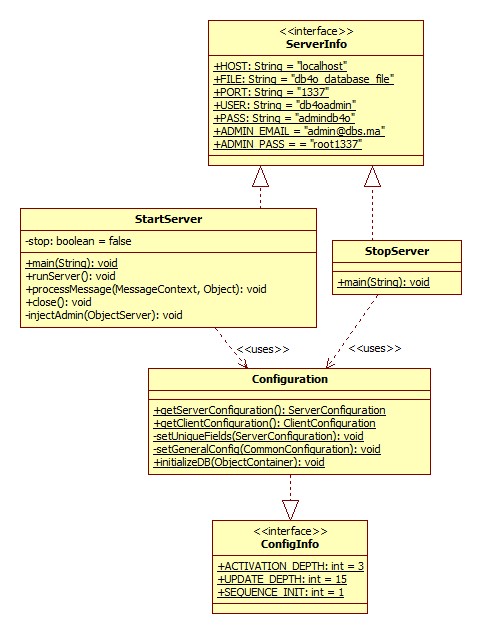 <<interface>>
ServerInfo
+HOST: String = "localhost"
+FILE: String = "db4o_database_file"
+PORT: String = "1337"
+USER: String = "db4oadmin"
+PASS: String = "admindb4o"
+ADMIN_EMAIL = "admin@dbs.ma"
+ADMIN_PASS = = "root1337"
StartServer
-stop: boolean = false
+main(String): void
+runServer(): void
+processMessage(MessageContext, Object): void
+close(): void
-injectAdmin(ObjectServer): void
StopServer
+main(String): void
<<uses>>
<<uses>>
Configuration
+getServerConfiguration(): ServerConfiguration
+getClientConfiguration(): ClientConfiguration
-setUniqueFields(ServerConfiguration): void
-setGeneralConfig(CommonConfiguration): void
+initializeDB(ObjectContainer): void
<<interface>>
ConfigInfo
+ACTIVATION_DEPTH: int = 3
+UPDATE_DEPTH: int = 15
+SEQUENCE_INIT: int = 1